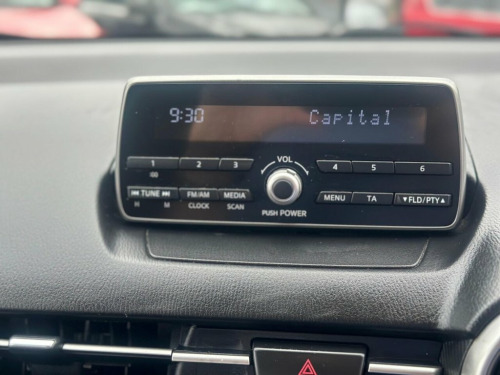 9:30 Capital
1 2 3 VOL 4 5 6
TUNE FM/AM MEDIA MENU TA FLD/PTY
H M CLOCK SCAN PUSH POWER